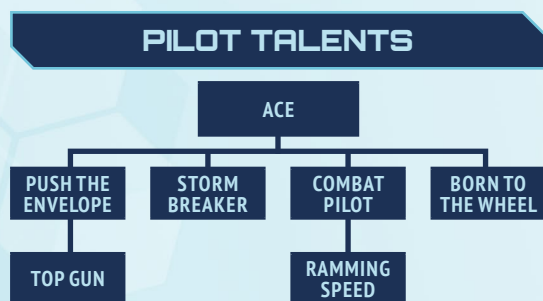 PILOT TALENTS
ACE
PUSH THE
ENVELOPE
STORM
BREAKER
COMBAT
PILOT
BORN TO
THE WHEEL
TOP GUN
RAMMING
SPEED